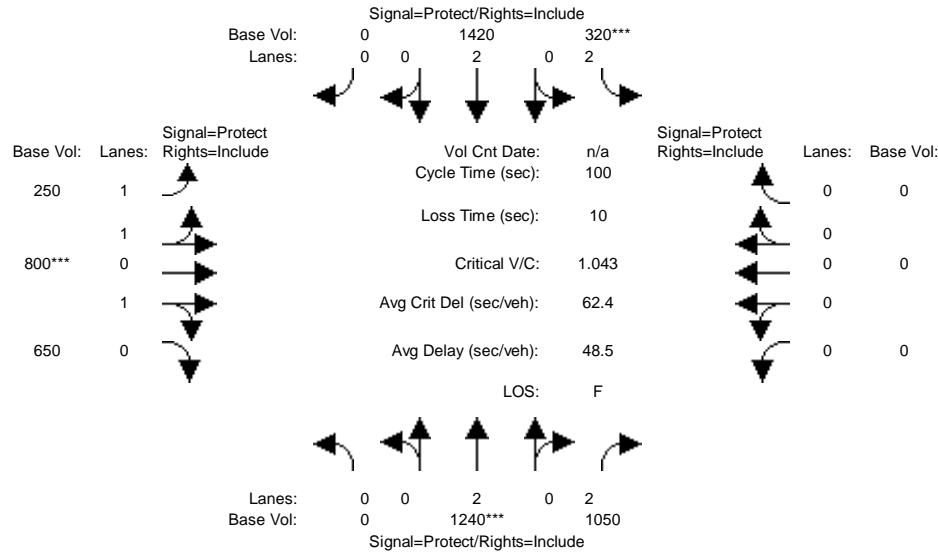 Signal=Protect/Rights=Include
Base Vol: 0 1420 320***
Lanes: 0 0 2 0 2
Signal=Protect
Base Vol: Lanes: Rights=Include
Vol Cnt Date: n/a
Signal=Protect
Rights=Include Lanes: Base Vol:
Cycle Time (sec): 100
250 1
0 0
Loss Time (sec): 10
1
0
800*** 0
Critical V/C: 1.043
0 0
1
Avg Crit Del (sec/veh): 62.4
0
650 0
Avg Delay (sec/veh): 48.5
0 0
LOS: F
Lanes: 0 0 2 0 2
Base Vol: 0 1240*** 1050
Signal=Protect/Rights=Include